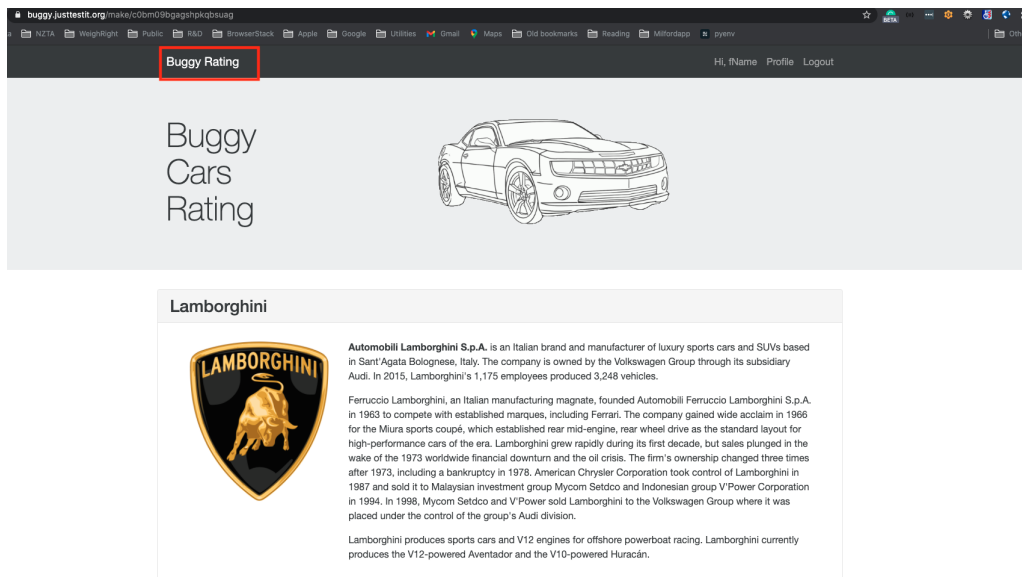 buggy.justtestit.org/make/c0bm09bgagshpkqbsuag
BETA
a NZTA WeighRight Public R&D BrowserStack Apple Google Utilities Gmail Maps Old bookmarks Reading Milfordapp pyenv Oth
Buggy Rating Hi, fName Profile Logout
Buggy
Cars
Rating
Lamborghini
LAMBORGHINI
Automobili Lamborghini S.p.A. is an Italian brand and manufacturer of luxury sports cars and SUVs based
in Sant'Agata Bolognese, Italy. The company is owned by the Volkswagen Group through its subsidiary
Audi. In 2015, Lamborghini's 1,175 employees produced 3,248 vehicles.
Ferruccio Lamborghini, an Italian manufacturing magnate, founded Automobili Ferruccio Lamborghini S.p.A.
in 1963 to compete with established marques, including Ferrari. The company gained wide acclaim in 1966
for the Miura sports coupé, which established rear mid-engine, rear wheel drive as the standard layout for
high-performance cars of the era. Lamborghini grew rapidly during its first decade, but sales plunged in the
wake of the 1973 worldwide financial downturn and the oil crisis. The firm's ownership changed three times
after 1973, including a bankruptcy in 1978. American Chrysler Corporation took control of Lamborghini in
1987 and sold it to Malaysian investment group Mycom Setdco and Indonesian group V'Power Corporation
in 1994. In 1998, Mycom Setdco and V'Power sold Lamborghini to the Volkswagen Group where it was
placed under the control of the group's Audi division.
Lamborghini produces sports cars and V12 engines for offshore powerboat racing. Lamborghini currently
produces the V12-powered Aventador and the V10-powered Huracán.